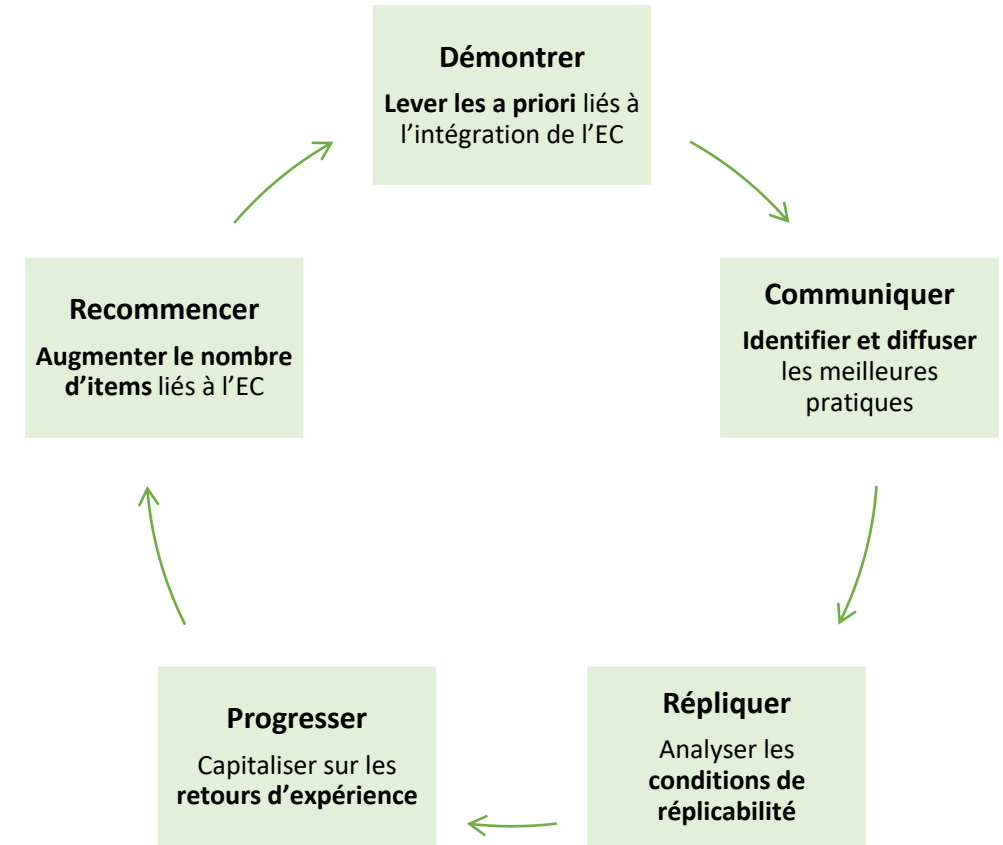 Démontrer
Lever les a priori liés à
l’intégration de l’EC
Communiquer
Identifier et diffuser
les meilleures
pratiques
Répliquer
Analyser les
conditions de
réplicabilité
Progresser
Capitaliser sur les
retours d’expérience
Recommencer
Augmenter le nombre
d’items liés à l’EC